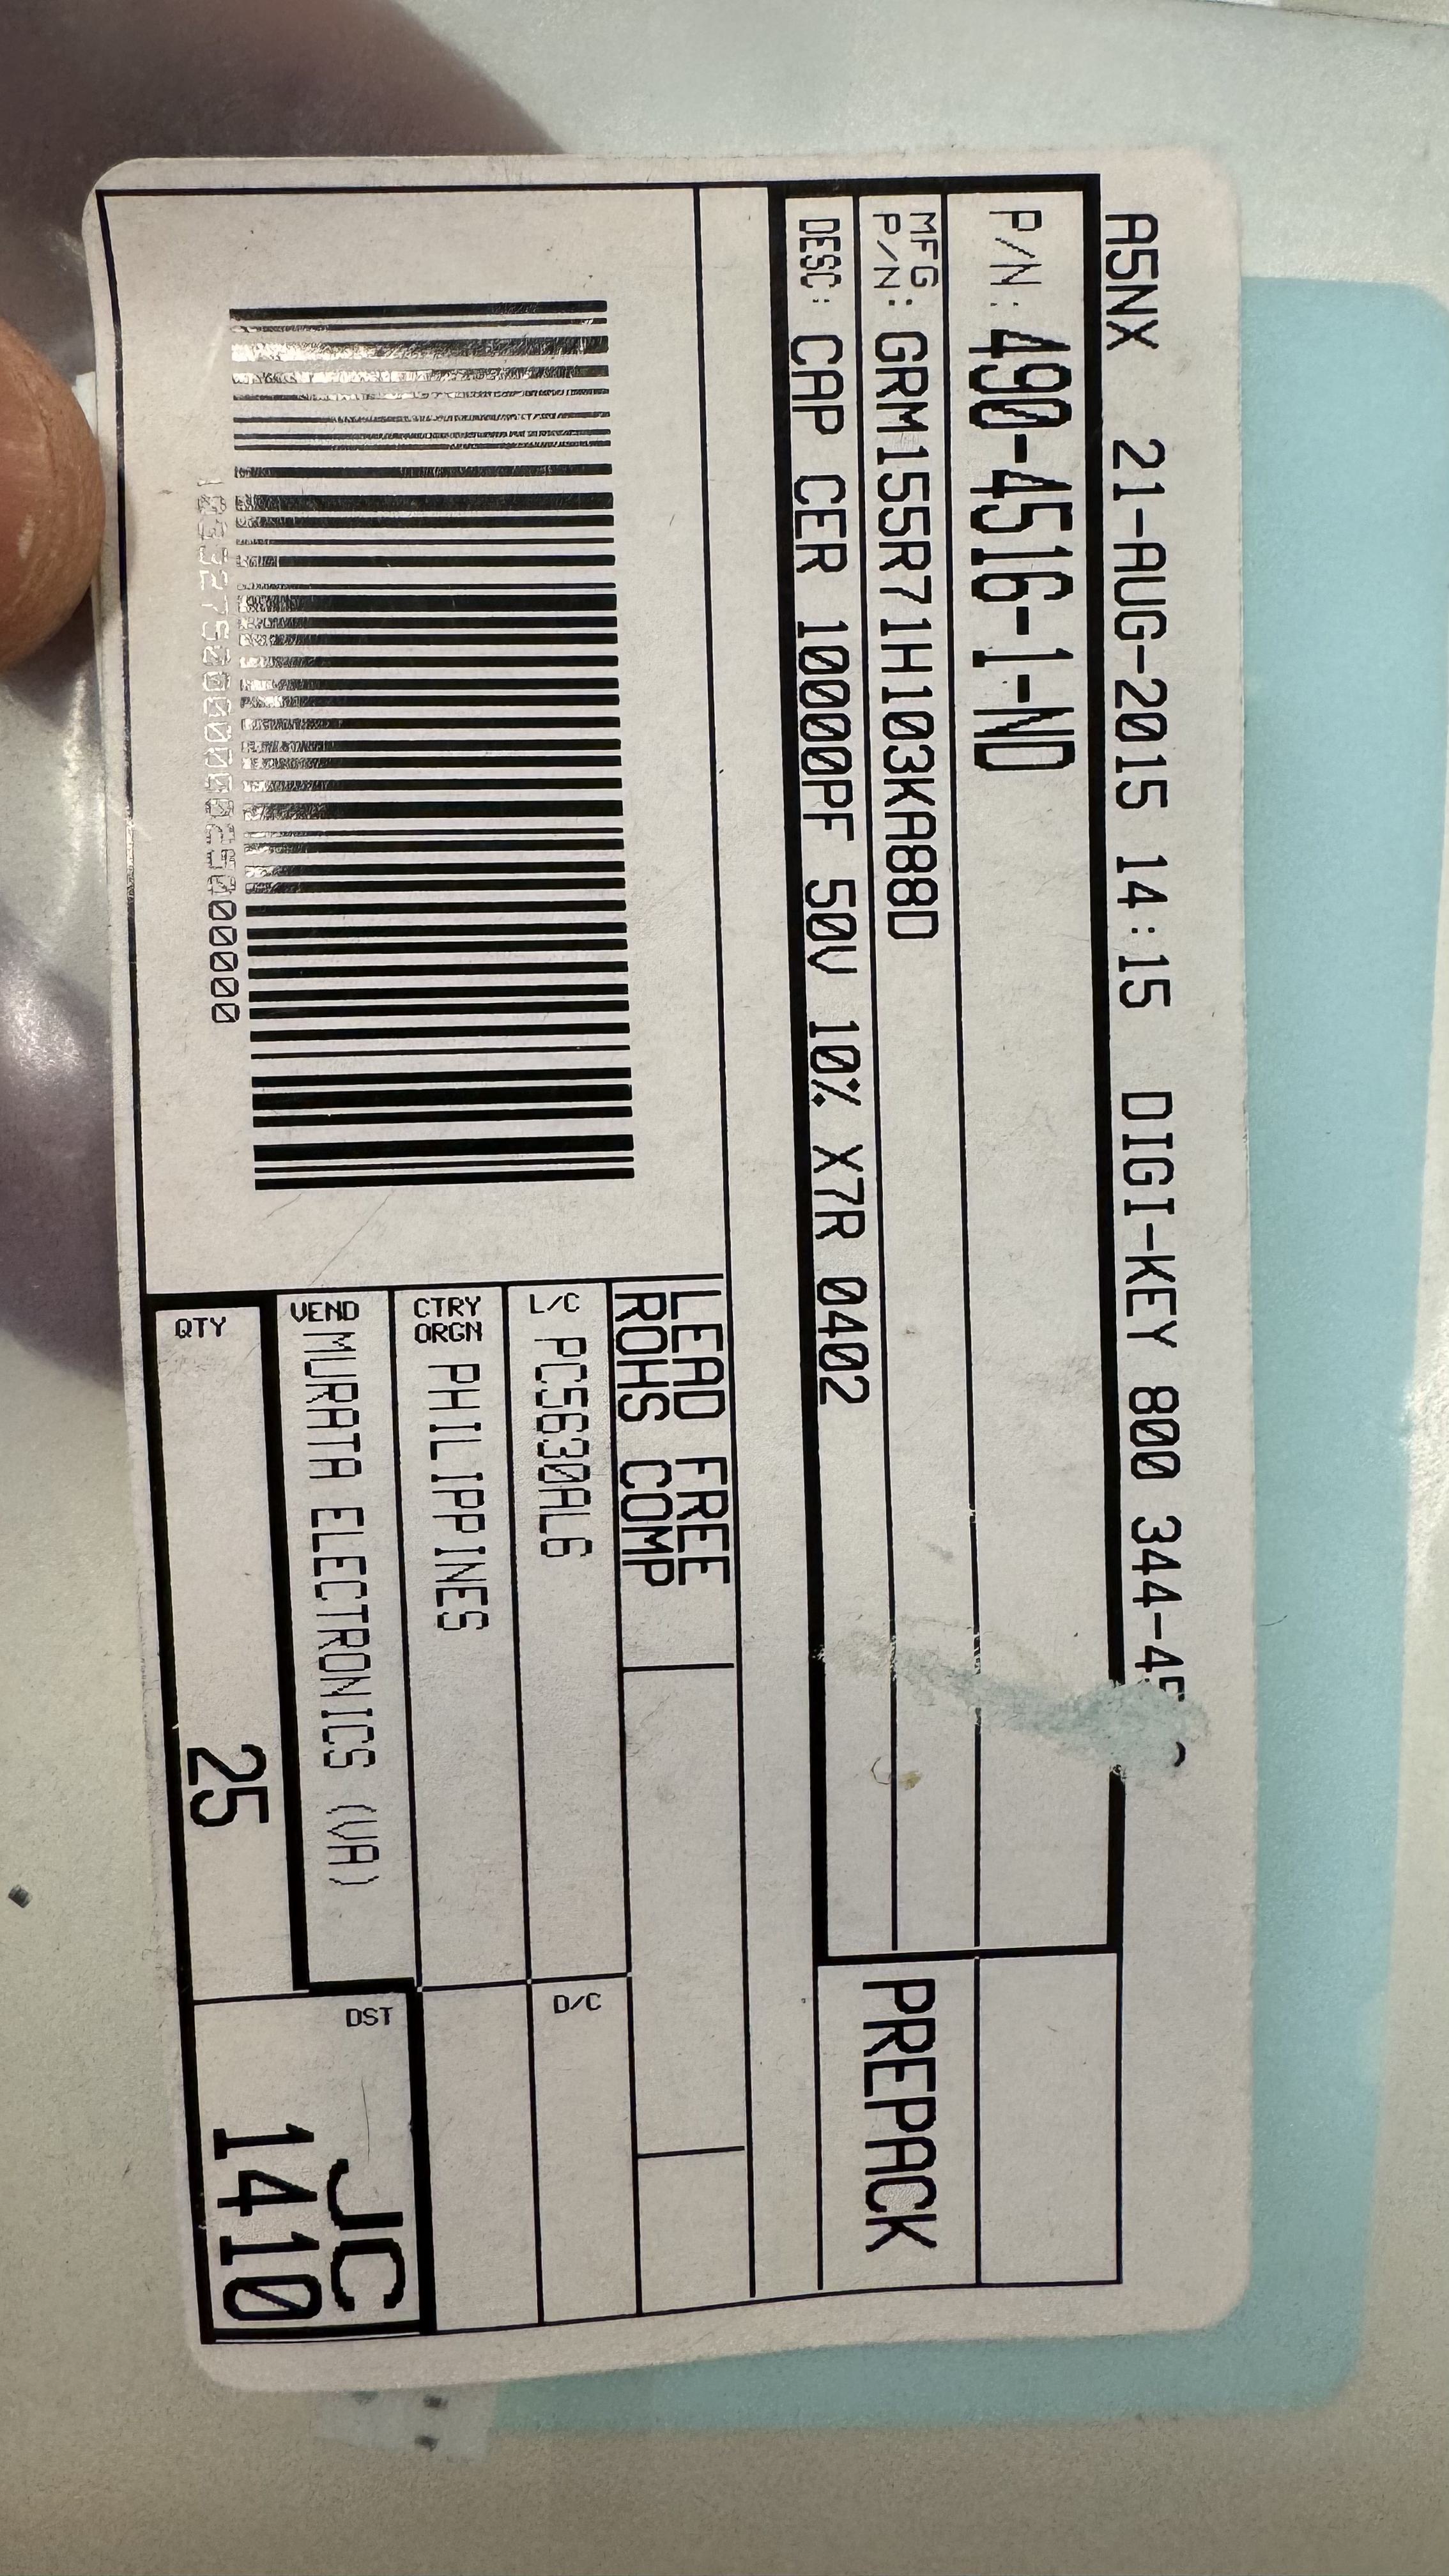 A5NX 21-AUG-2015 14:15 DIGI-KEY 800 344-45
P/N: 490-4516-1-ND
MFG
P/N: GRM155R71H103KA88D
PREPACK
DESC: CAP CER 10000PF 50V 10% X7R 0402
LEAD FREE
ROHS COMP
L/C PC5630AL6
D/C
CTRY
ORGN PHILIPPINES
VEND MURATA ELECTRONICS (VA)
QTY 25
DST
JC
1410